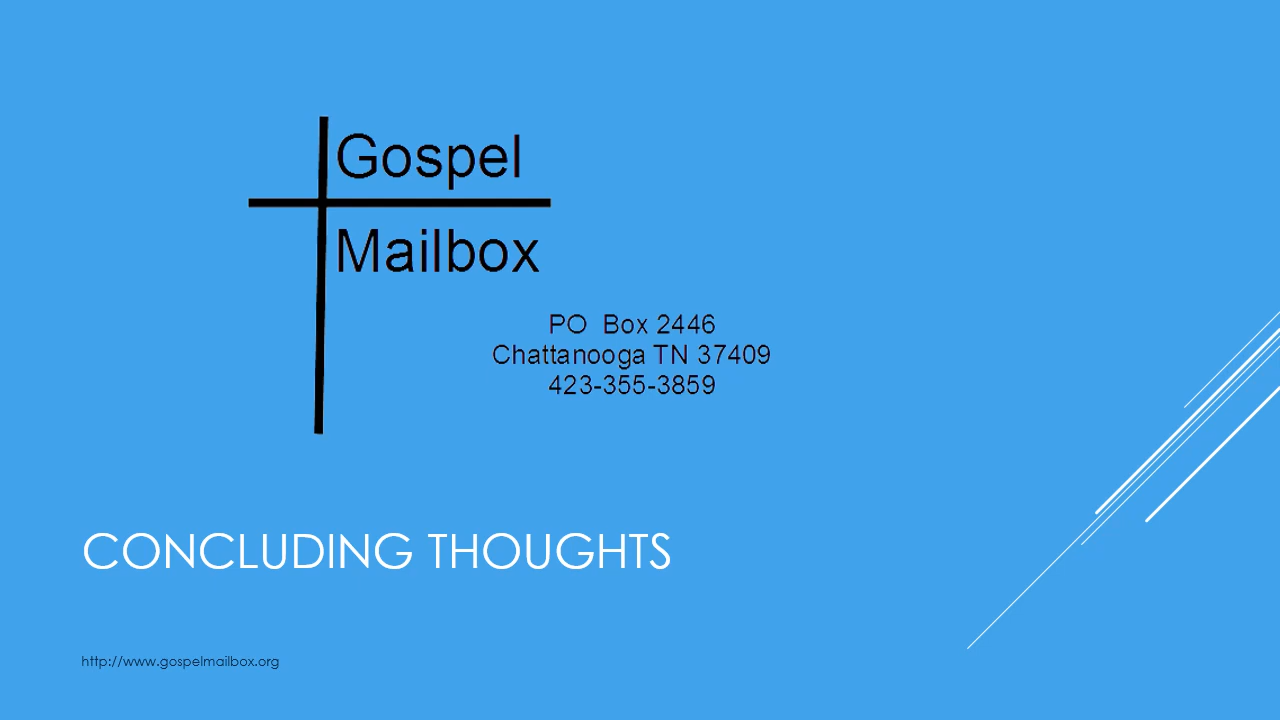 Gospel
Mailbox
PO Box 2446
Chattanooga TN 37409
423-355-3859
CONCLUDING THOUGHTS
http://www.gospelmailbox.org